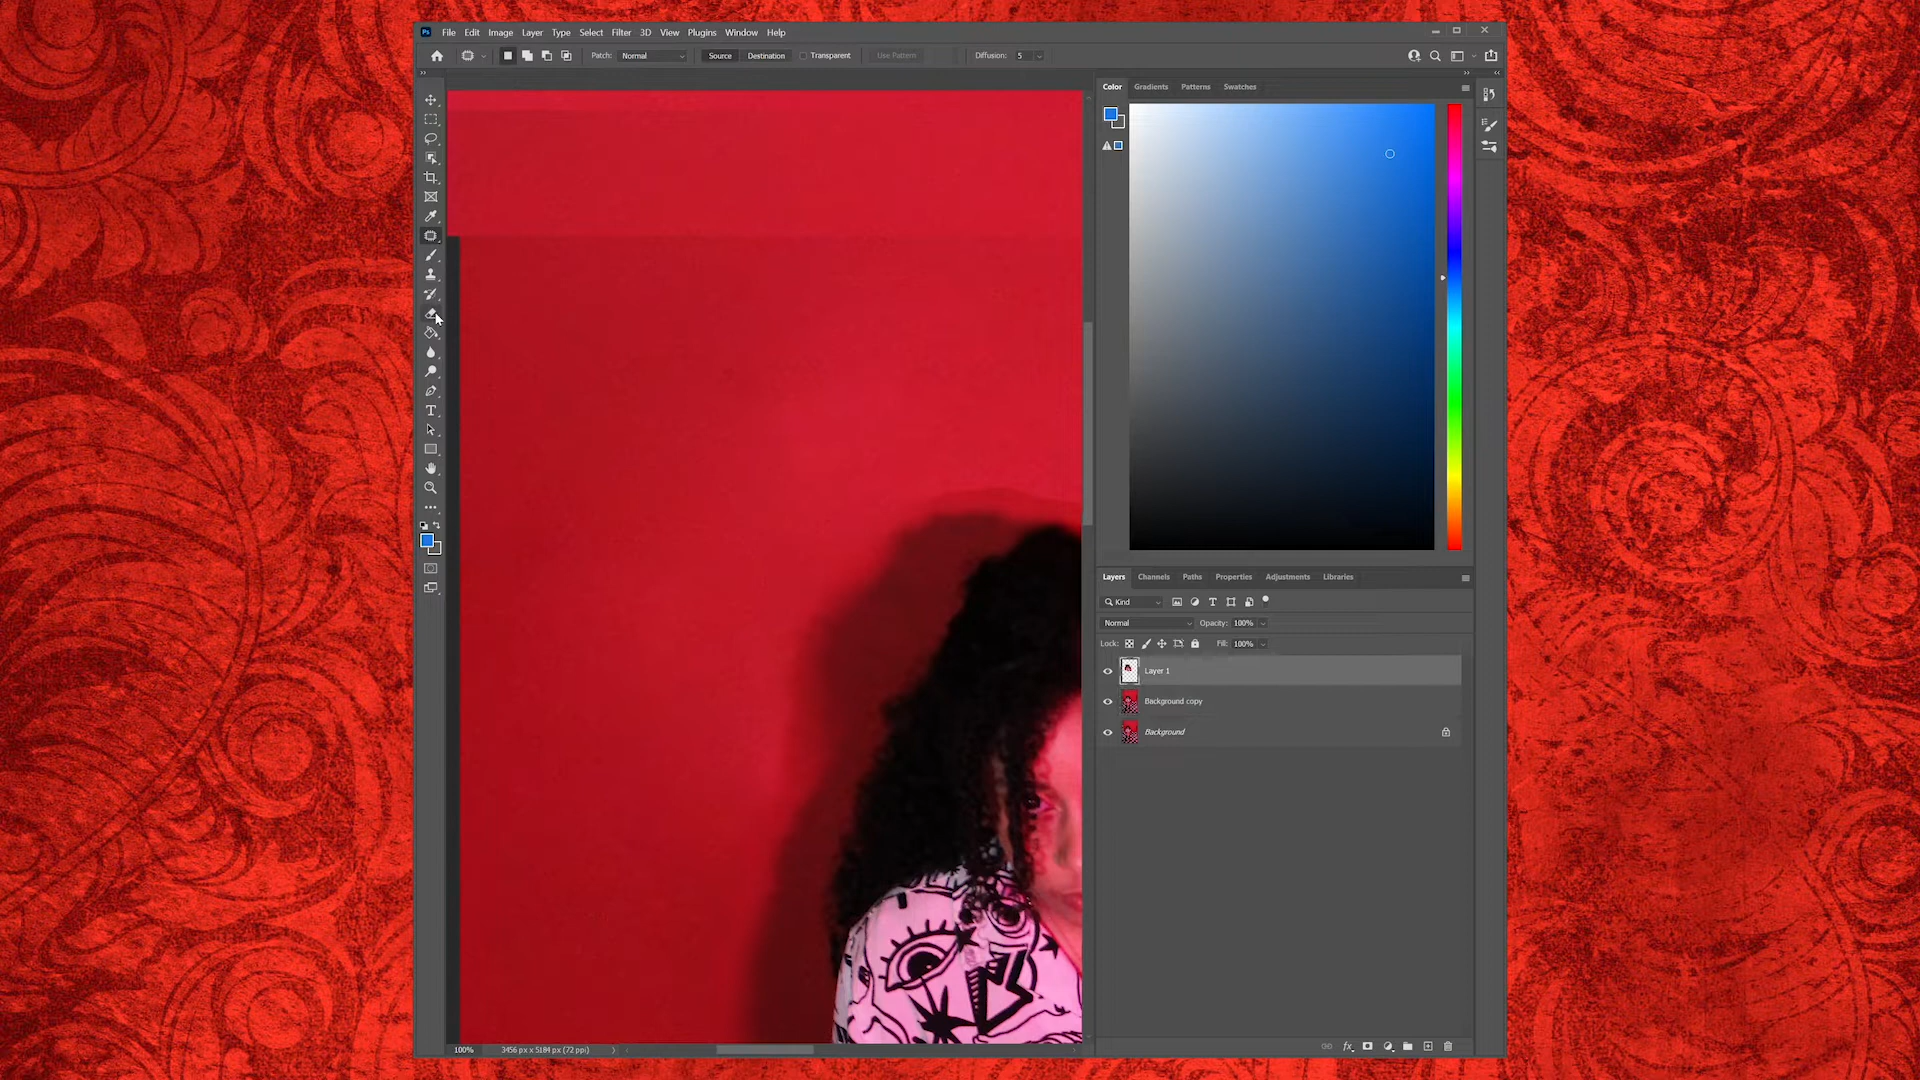 Ps File Edit Image Layer Type Select Filter 3D View Plugins Window Help
Patch: Normal Source Destination Transparent Use Pattern Diffusion: 5
Color Gradients Patterns Swatches
Layers Channels Paths Properties Adjustments Libraries
Kind
Normal Opacity: 100%
Lock: Fill: 100%
Layer 1
Background copy
Background
100% 3456 px x 5184 px (72 ppi)